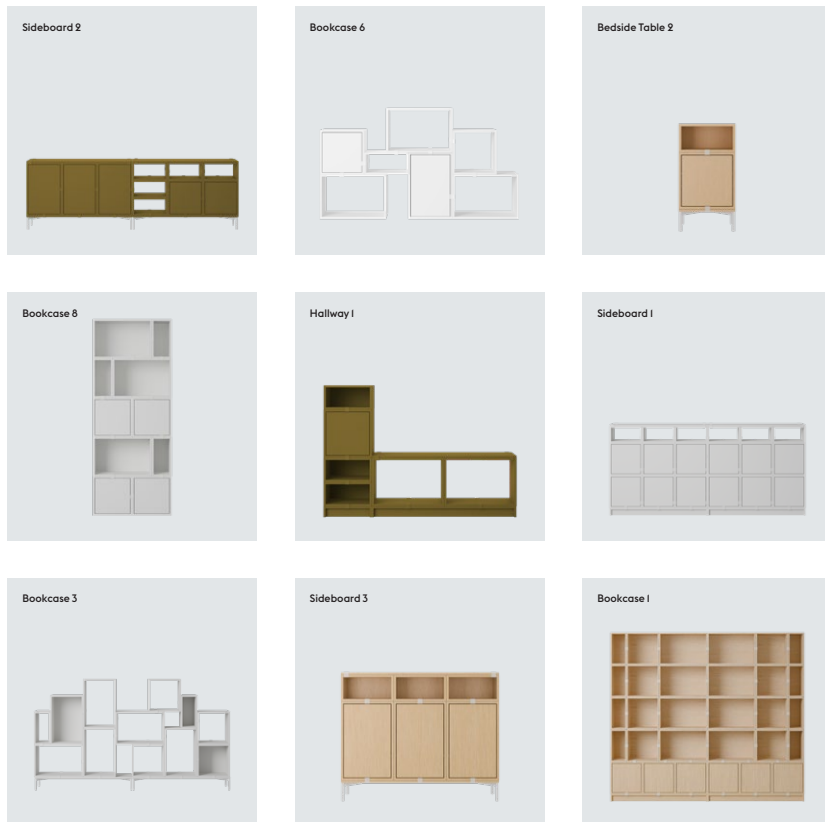 Sideboard 2
Bookcase 6
Bedside Table 2
Bookcase 8
Hallway 1
Sideboard 1
Bookcase 3
Sideboard 3
Bookcase 1